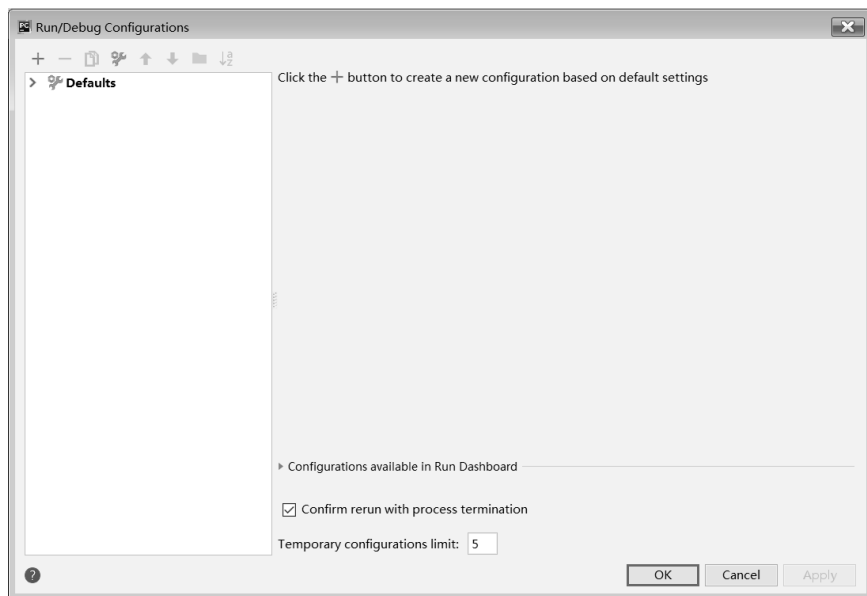 Run/Debug Configurations
Defaults
Click the + button to create a new configuration based on default settings
Configurations available in Run Dashboard
Confirm rerun with process termination
Temporary configurations limit: 5
? OK Cancel Apply